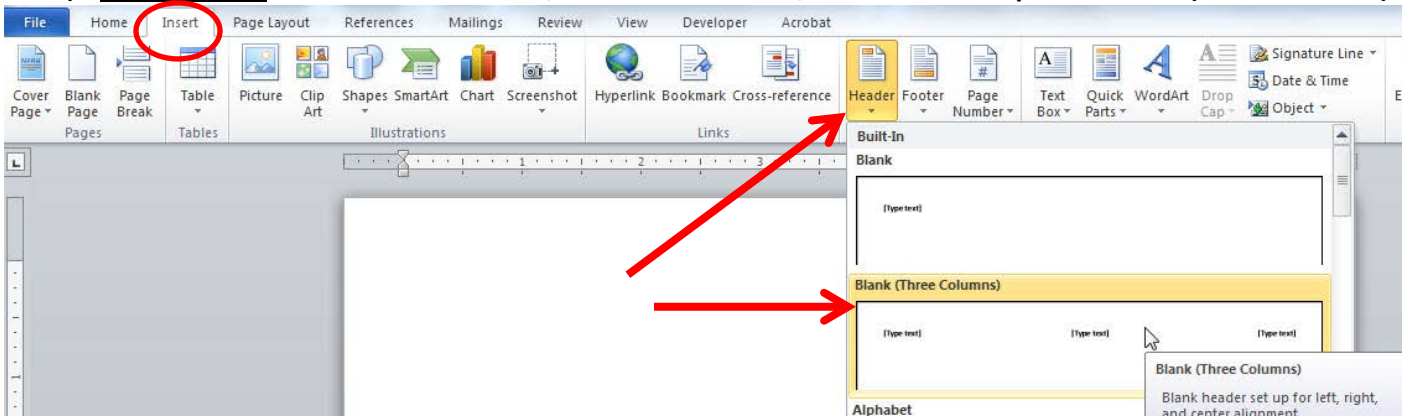 File Home Insert Page Layout References Mailings Review View Developer Acrobat
Cover Page Blank Page Page Break Table Picture Clip Art Shapes SmartArt Chart Screenshot Hyperlink Bookmark Cross-reference Header Footer Page Number Text Box Quick Parts WordArt Drop Cap Signature Line
Date & Time
Object
Pages Tables Illustrations Links
Built-In
Blank
1 2 3
[Type text]
Blank (Three Columns)
[Type text] [Type text] [Type text]
Blank (Three Columns)
Blank header set up for left, right,
and center alignment
Alphabet